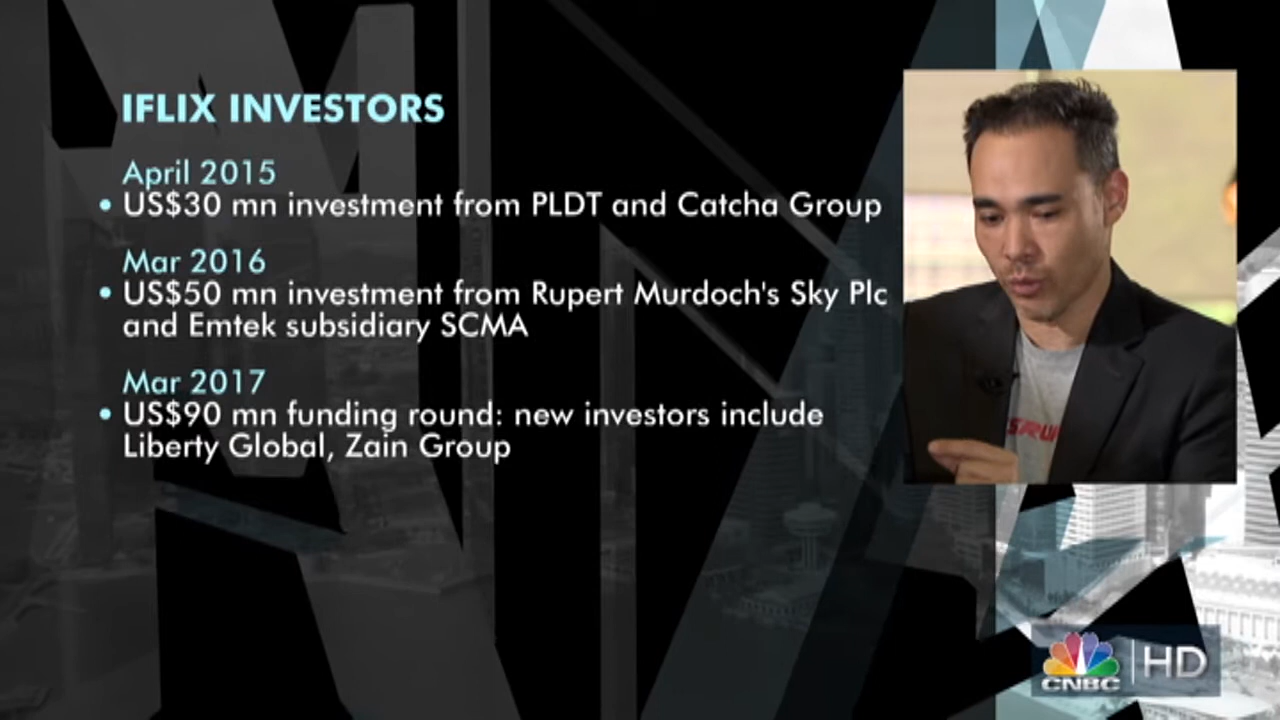 IFLIX INVESTORS
April 2015
• US$30 mn investment from PLDT and Catcha Group
Mar 2016
• US$50 mn investment from Rupert Murdoch's Sky Plc
and Emtek subsidiary SCMA
Mar 2017
• US$90 mn funding round: new investors include
Liberty Global, Zain Group
CNBC HD